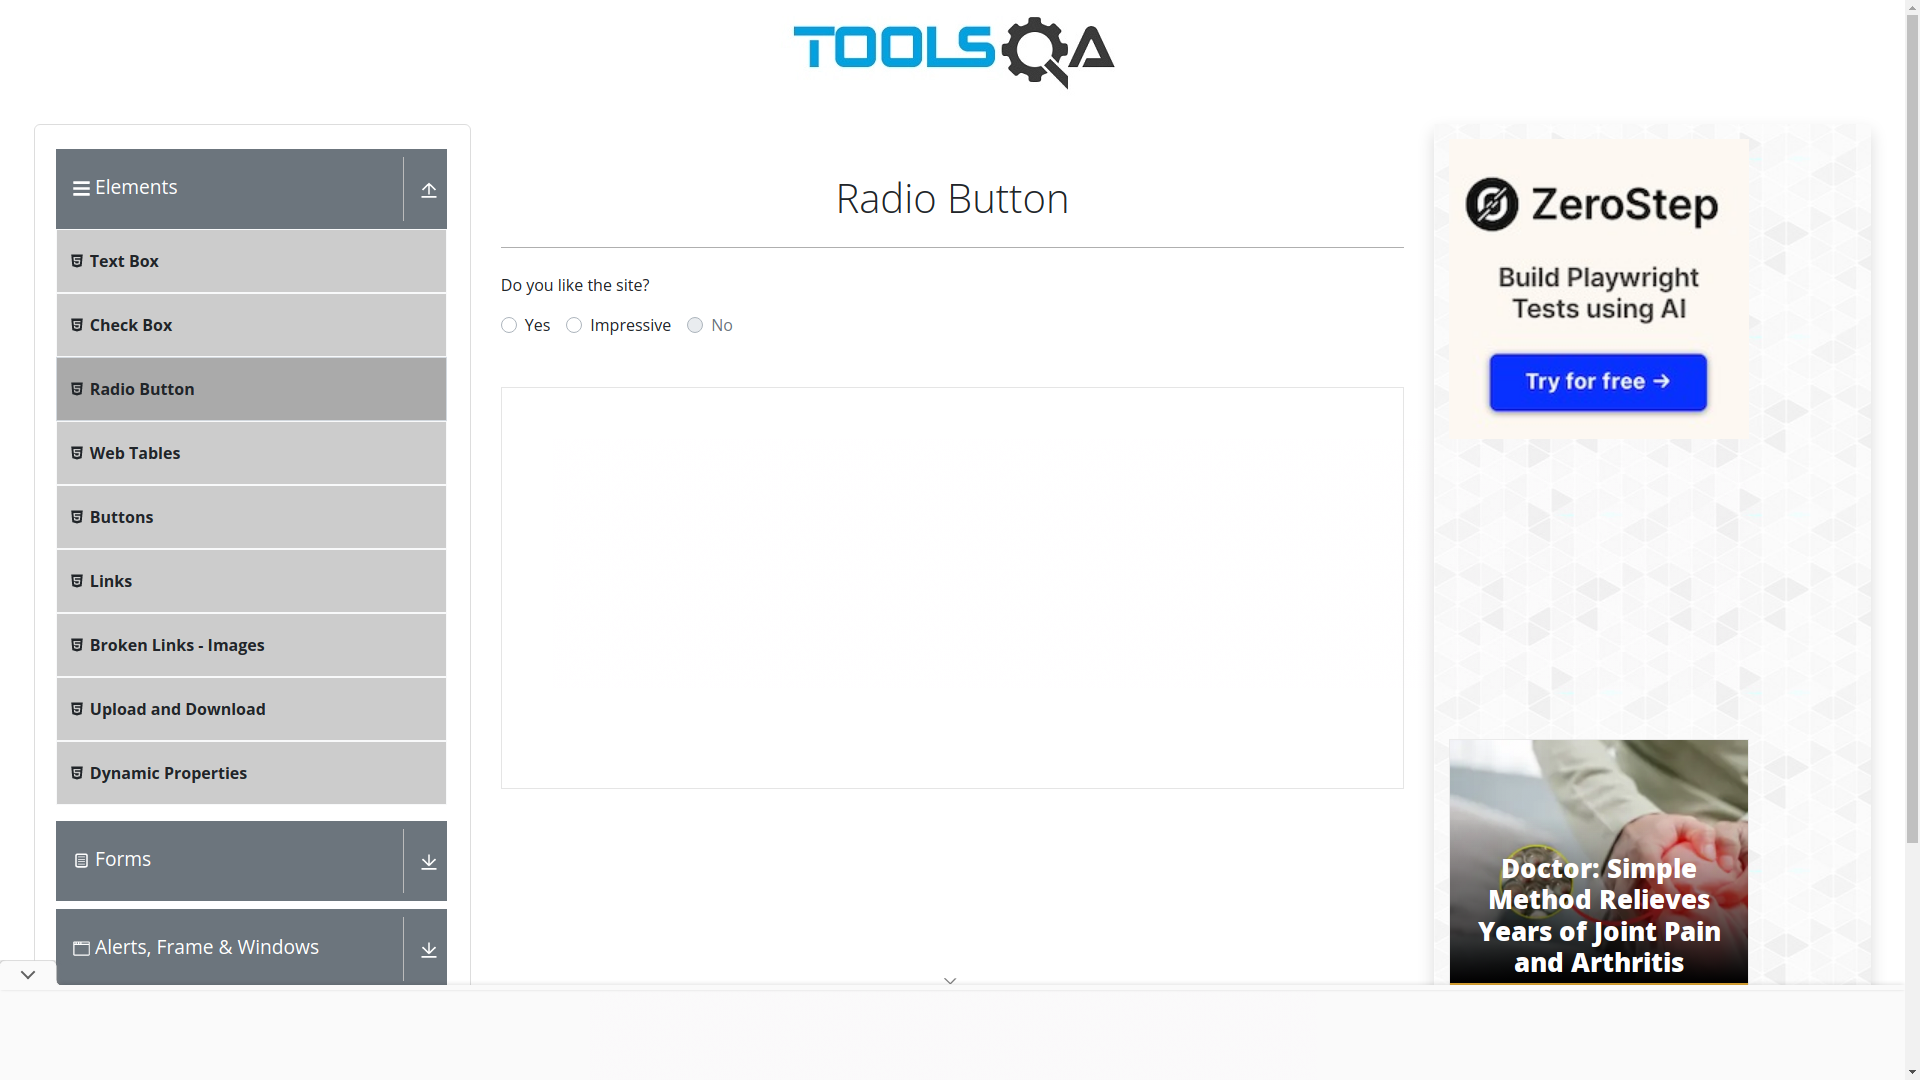 TOOLSQA
Elements
Text Box
Check Box
Radio Button
Web Tables
Buttons
Links
Broken Links - Images
Upload and Download
Dynamic Properties
Forms
Alerts, Frame & Windows
Radio Button
Do you like the site?
Yes
Impressive
No
ZeroStep
Build Playwright
Tests using AI
Try for free →
Doctor: Simple
Method Relieves
Years of Joint Pain
and Arthritis